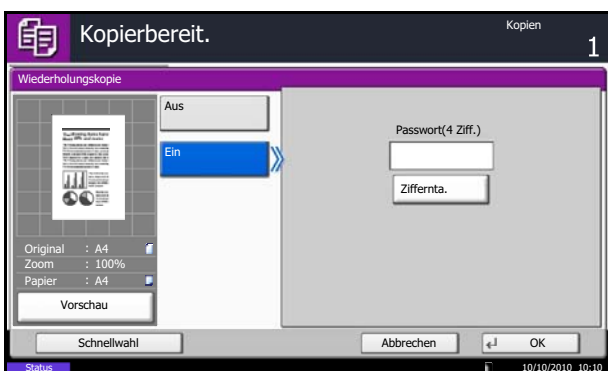 Kopierbereit.
Kopien
1
Wiederholungskopie
Aus
Ein
Passwort(4 Ziff.)
Zifferнta.
Original : A4
Zoom : 100%
Papier : A4
Vorschau
Schnellwahl
Abbrechen
OK
Status
10/10/2010 10:10